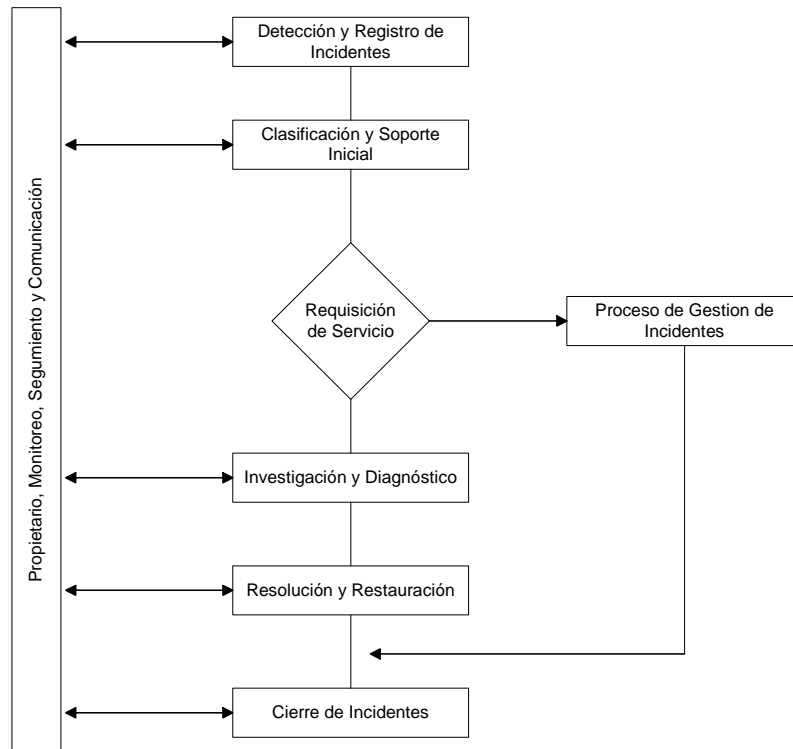 Detección y Registro de
Incidentes
Clasificación y Soporte
Inicial
Requisición
de Servicio
Proceso de Gestion de
Incidentes
Investigación y Diagnóstico
Resolución y Restauración
Cierre de Incidentes
Propietario, Monitoreo, Segumiento y Comunicación